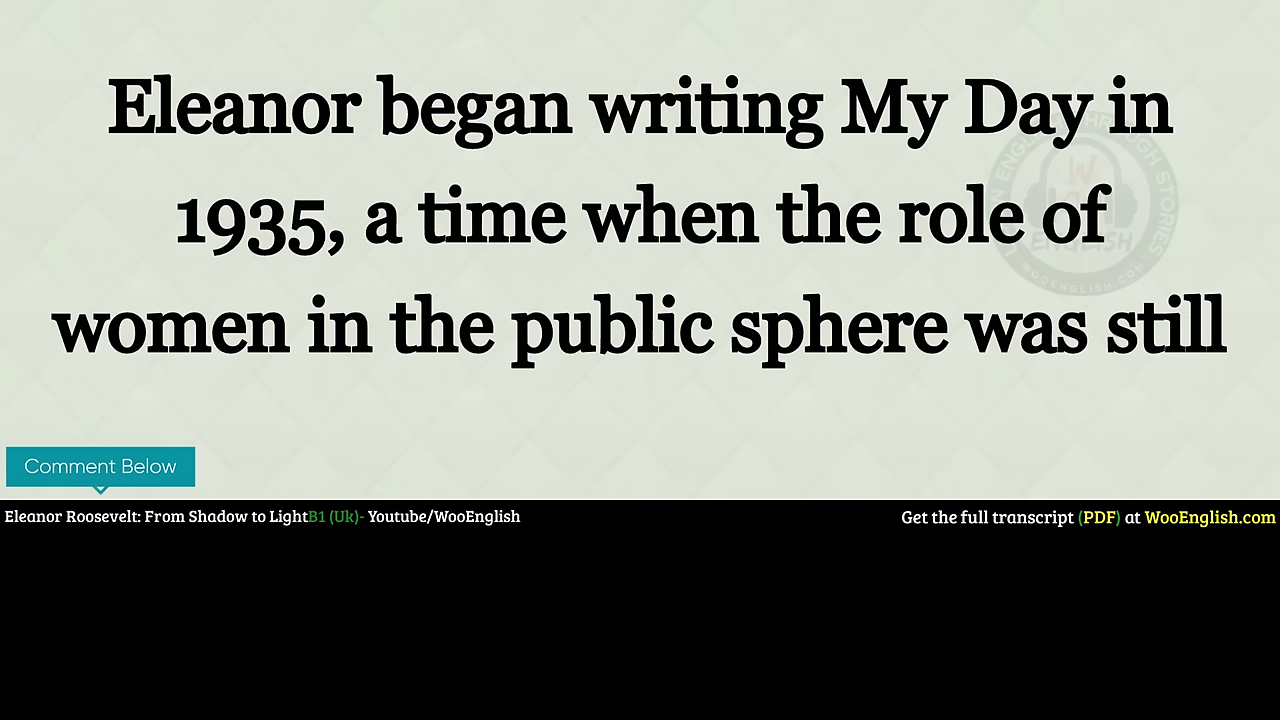 Eleanor began writing My Day in
1935, a time when the role of
women in the public sphere was still
Comment Below
Eleanor Roosevelt: From Shadow to LightB1 (Uk)- Youtube/WooEnglish
Get the full transcript (PDF) at WooEnglish.com